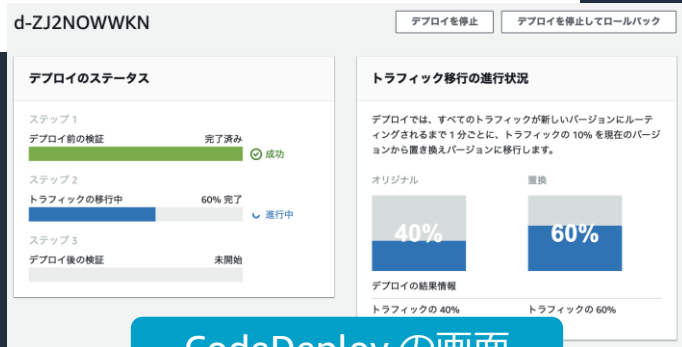 d-ZJ2NOWWKN
デプロイを停止
デプロイを停止してロールバック
デプロイのステータス
ステップ 1
デプロイ前の検証 完了済み
成功
ステップ 2
トラフィックの移行中 60% 完了
進行中
ステップ 3
デプロイ後の検証 未開始
トラフィック移行の進行状況
デプロイでは、すべてのトラフィックが新しいバージョンにルーテ
ィングされるまで 1 分ごとに、トラフィックの 10% を現在のバージ
ョンから置き換えバージョンに移行します。
オリジナル 置換
40% 60%
デプロイの結果情報
トラフィックの 40% トラフィックの 60%
CodeDeploy の画面